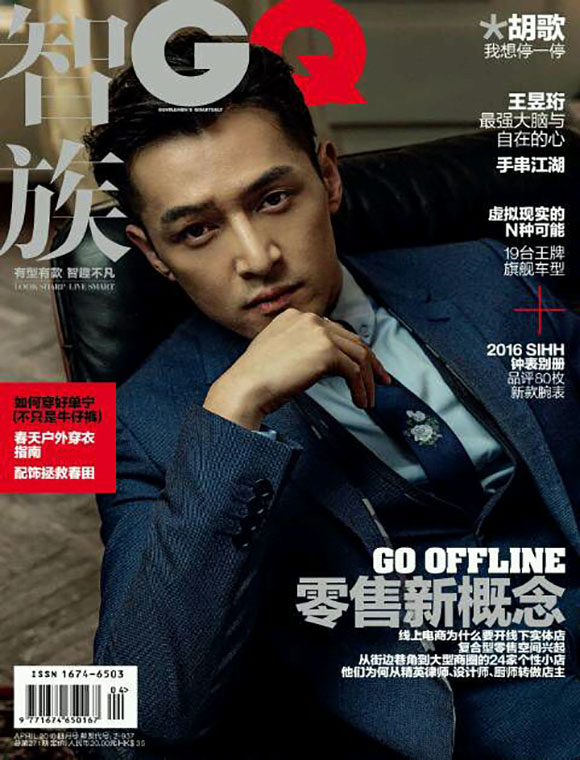 智族
GQ
GENTLEMEN'S QUARTERLY
有型有款 智趣不凡
LOOK SHARP · LIVE SMART
*胡歌
我想停一停
王昱珩
最强大脑与
自在的心
手串江湖
虚拟现实的
N种可能
19台王牌
旗舰车型
2016 SIHH
钟表别册
品评80枚
新款腕表
如何穿好单宁
(不只是牛仔裤)
春天户外穿衣
指南
配饰拯救春困
GO OFFLINE
零售新概念
线上电商为什么要开线下实体店
复合型零售空间兴起
从街边巷角到大型商圈的24家个性小店
他们为何从精英律师、设计师、厨师转做店主
ISSN 1674-6503
04
9 771674 650167
APRIL 2016